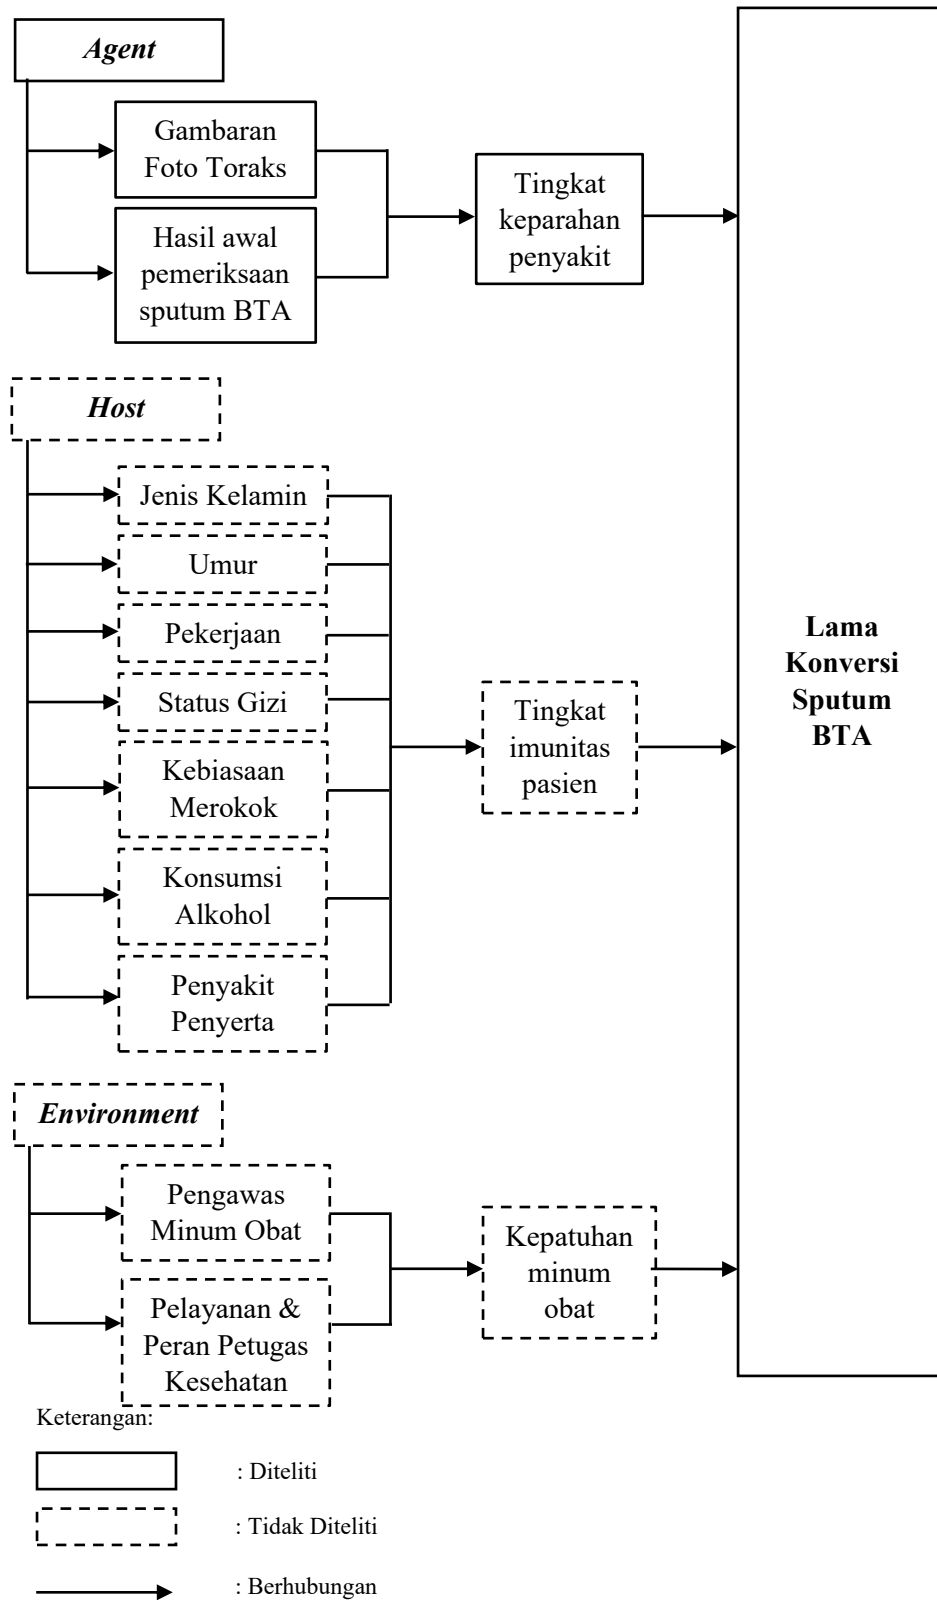 Agent
Gambaran
Foto Toraks
Hasil awal
pemeriksaan
sputum BTA
Tingkat
keparahan
penyakit
Host
Jenis Kelamin
Umur
Pekerjaan
Status Gizi
Kebiasaan
Merokok
Konsumsi
Alkohol
Penyakit
Penyerta
Tingkat
imunitas
pasien
Lama
Konversi
Sputum
BTA
Environment
Pengawas
Minum Obat
Pelayanan &
Peran Petugas
Kesehatan
Kepatuhan
minum
obat
Keterangan:
: Diteliti
: Tidak Diteliti
: Berhubungan